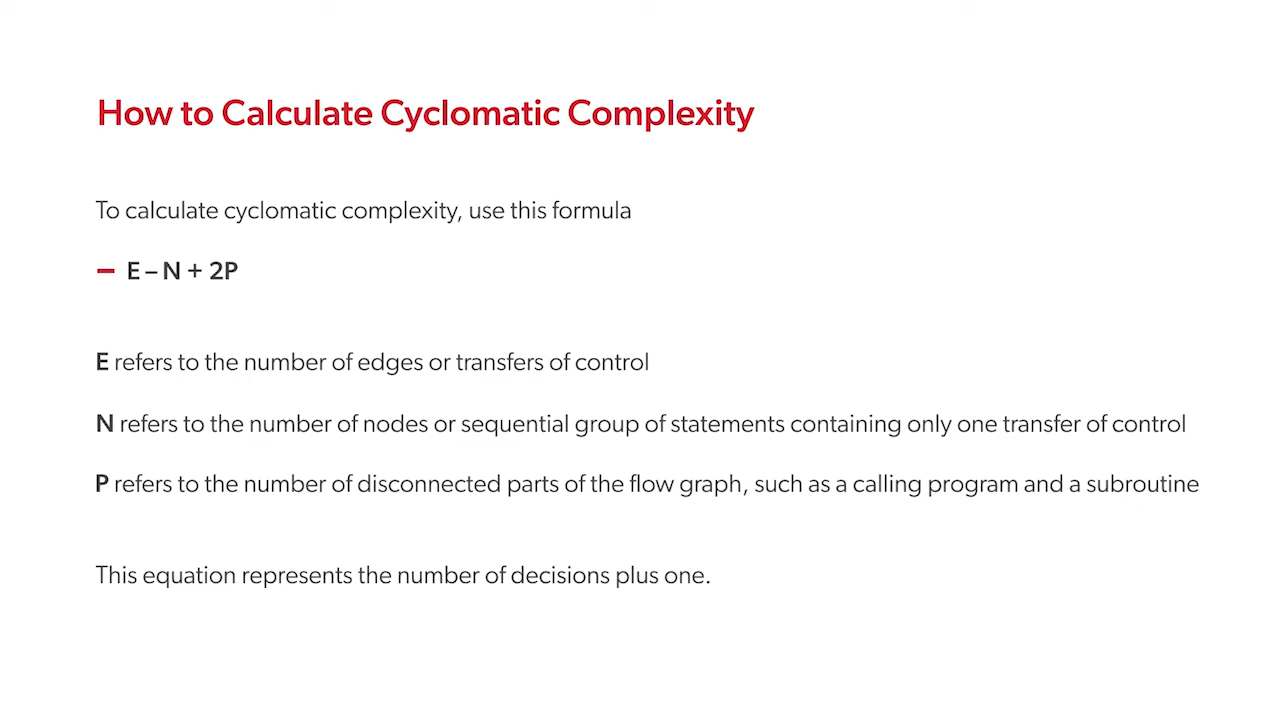 How to Calculate Cyclomatic Complexity
To calculate cyclomatic complexity, use this formula
– E – N + 2P
E refers to the number of edges or transfers of control
N refers to the number of nodes or sequential group of statements containing only one transfer of control
P refers to the number of disconnected parts of the flow graph, such as a calling program and a subroutine
This equation represents the number of decisions plus one.